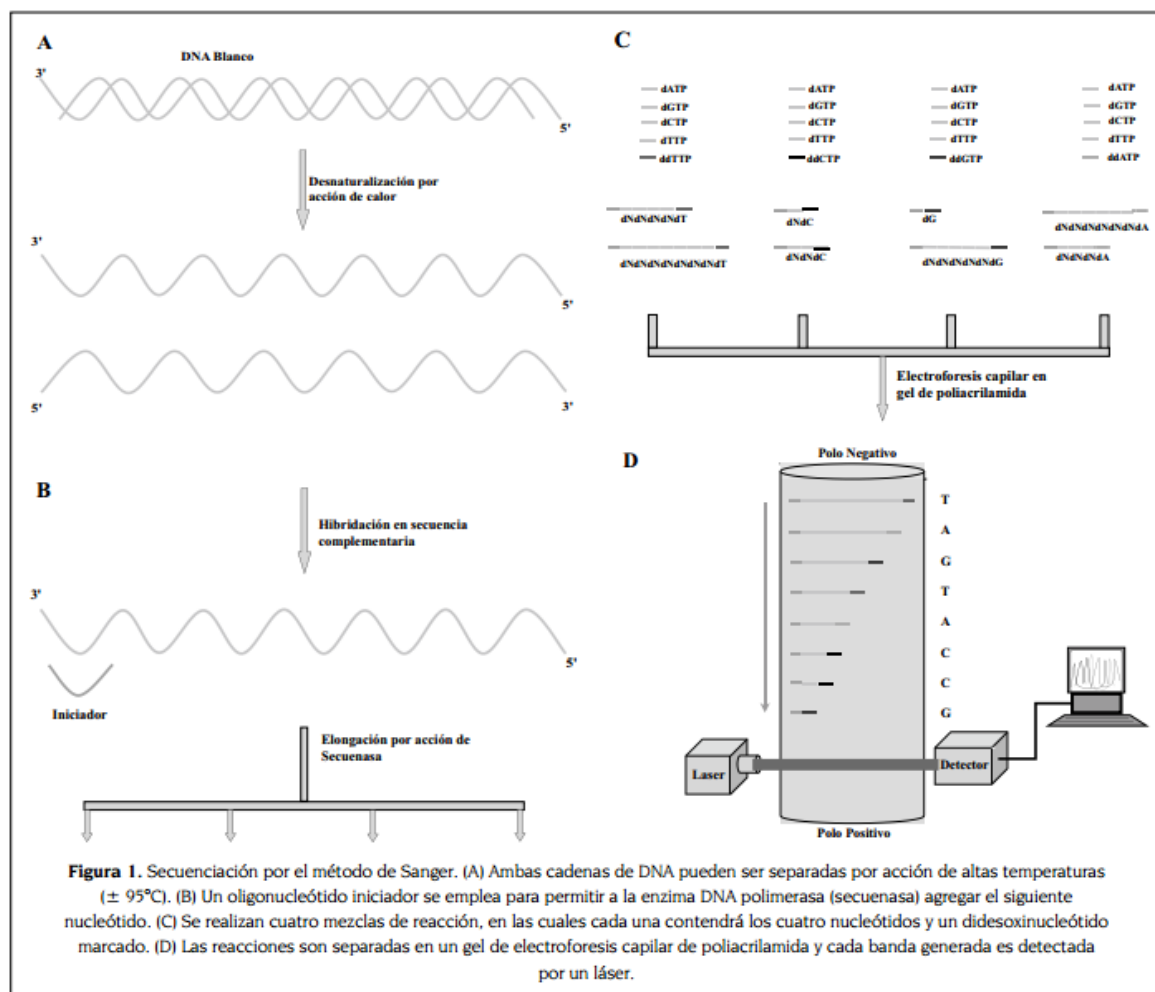 A
DNA Blanco
3'
5'
Desnaturalización por
acción de calor
3'
5'
5'
3'
B
Hibridación en secuencia
complementaria
3'
5'
Iniciador
Elongación por acción de
Secuenasa
C
dATP
dGTP
dCTP
dTTP
ddTTP
dATP
dGTP
dCTP
dTTP
ddCTP
dATP
dGTP
dCTP
dTTP
ddGTP
dATP
dGTP
dCTP
dTTP
ddATP
dNdNdNdNdT
dNdC
dG
dNdNdNdNdNdNdA
dNdNdNdNdNdNdNdT
dNdNdC
dNdNdNdNdNdG
dNdNdNdA
Electroforesis capilar en
gel de poliacrilamida
D
Polo Negativo
T
A
G
T
A
C
C
G
Laser
Detector
Polo Positivo
Figura 1. Secuenciación por el método de Sanger. (A) Ambas cadenas de DNA pueden ser separadas por acción de altas temperaturas
(± 95°C). (B) Un oligonucleótido iniciador se emplea para permitir a la enzima DNA polimerasa (secuenasa) agregar el siguiente
nucleótido. (C) Se realizan cuatro mezclas de reacción, en las cuales cada una contendrá los cuatro nucleótidos y un didesoxinucleótido
marcado. (D) Las reacciones son separadas en un gel de electroforesis capilar de poliacrilamida y cada banda generada es detectada
por un láser.